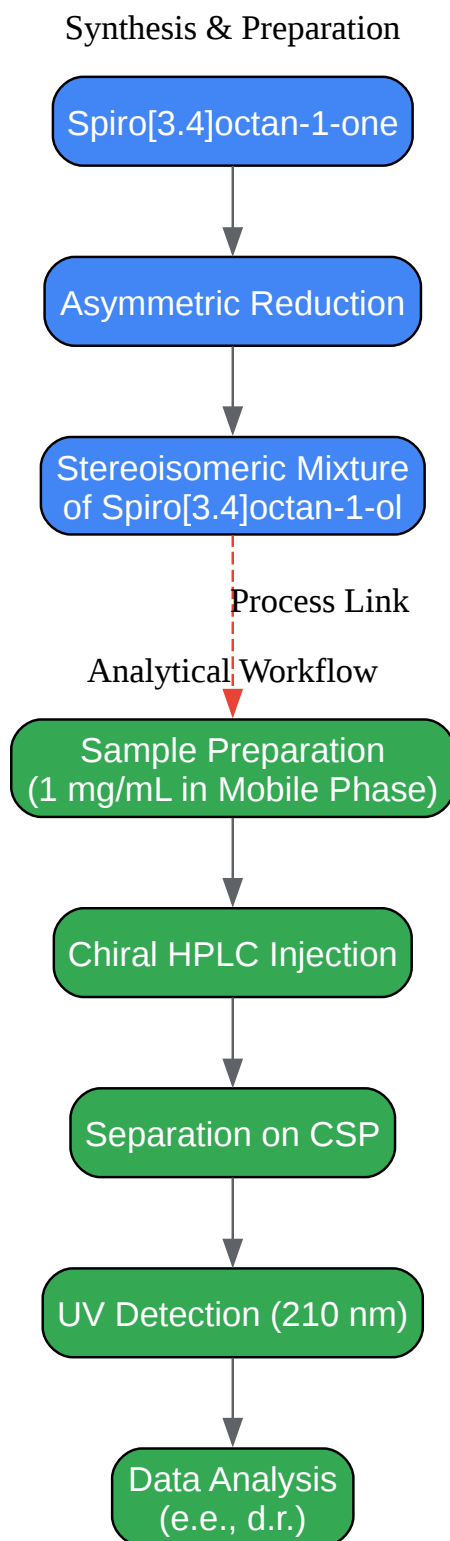 Synthesis & Preparation
Spiro[3.4]octan-1-one
Asymmetric Reduction
Stereoisomeric Mixture
of Spiro[3.4]octan-1-ol
Process Link
Analytical Workflow
Sample Preparation
(1 mg/mL in Mobile Phase)
Chiral HPLC Injection
Separation on CSP
UV Detection (210 nm)
Data Analysis
(e.e., d.r.)